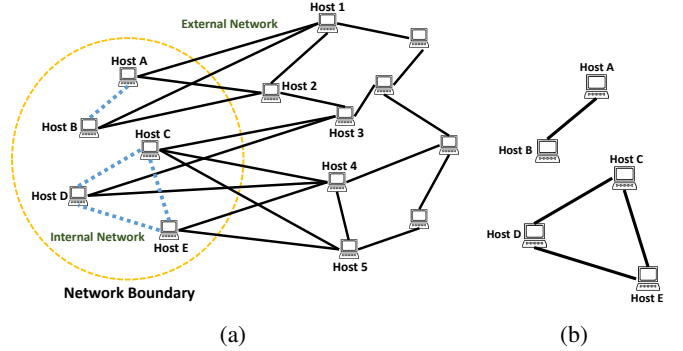 External Network
Host 1
Host A
Host 2
Host B
Host C
Host 3
Host 4
Host D
Internal Network
Host E
Host 5
Network Boundary
(a)
Host A
Host B
Host C
Host D
Host E
(b)